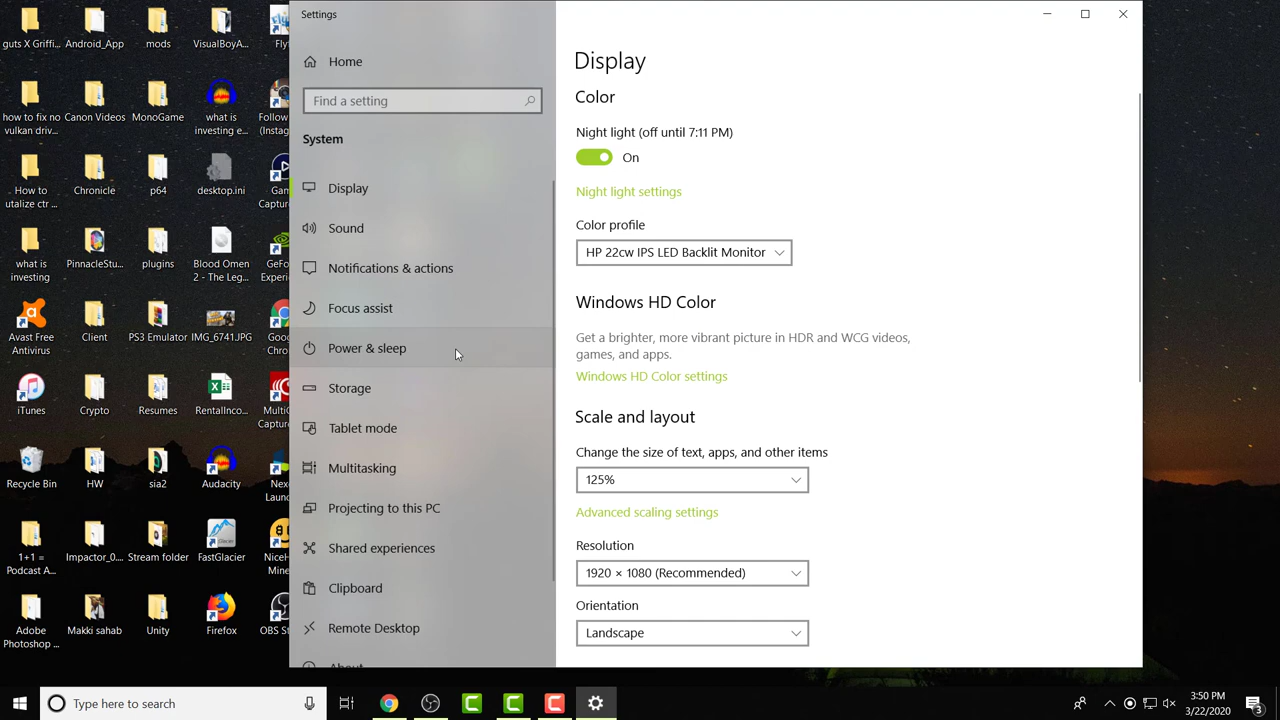 Settings
Home
Find a setting
System
Display
Sound
Notifications & actions
Focus assist
Power & sleep
Storage
Tablet mode
Multitasking
Projecting to this PC
Shared experiences
Clipboard
Remote Desktop
About
Display
Color
Night light (off until 7:11 PM)
On
Night light settings
Color profile
HP 22cw IPS LED Backlit Monitor
Windows HD Color
Get a brighter, more vibrant picture in HDR and WCG videos,
games, and apps.
Windows HD Color settings
Scale and layout
Change the size of text, apps, and other items
125%
Advanced scaling settings
Resolution
1920 × 1080 (Recommended)
Orientation
Landscape
guts X Griffi...
Android_App
.mods
VisualBoyA...
how to fix no
vulkan driv...
Canon Videos
MonoGame
what is
investing e...
How to
utalize ctr ...
Chronicle
p64
desktop.ini
what is
investing
PinnacleStu...
plugins
Blood Omen
2 - The Leg...
Avast Free
Antivirus
Client
PS3 Emulator
IMG_6741.JPG
iTunes
Crypto
Resumes
RentalInco...
Recycle Bin
HW
sia2
Audacity
1+1 =
Podcast A...
Impactor_0....
Stream folder
FastGlacier
Adobe
Photoshop ...
Makki sahab
Unity
Firefox
Type here to search
3:50 PM
3/22/2020
3